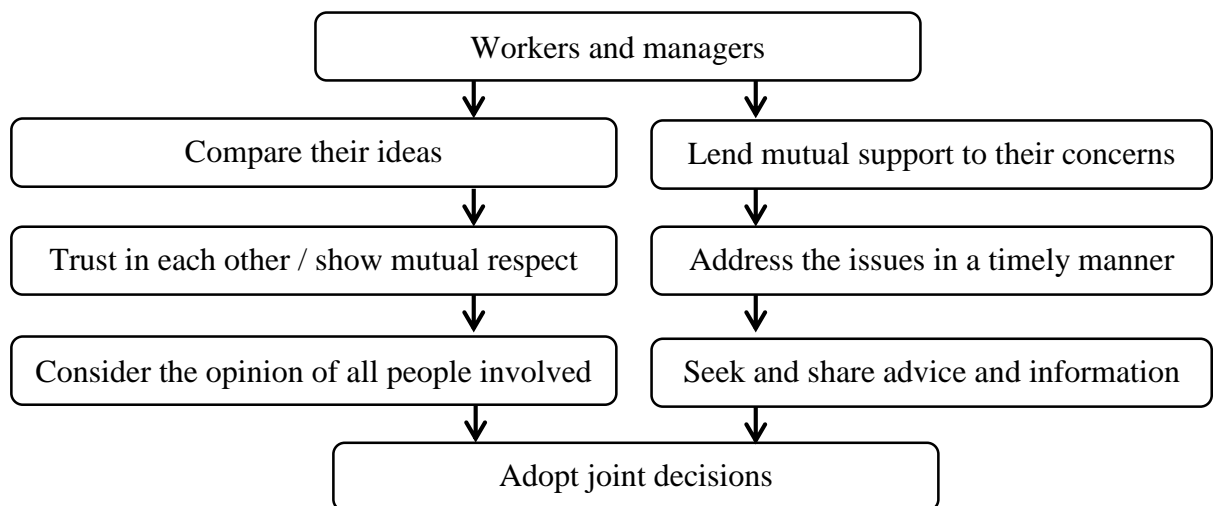 Workers and managers
Compare their ideas
Lend mutual support to their concerns
Trust in each other / show mutual respect
Address the issues in a timely manner
Consider the opinion of all people involved
Seek and share advice and information
Adopt joint decisions